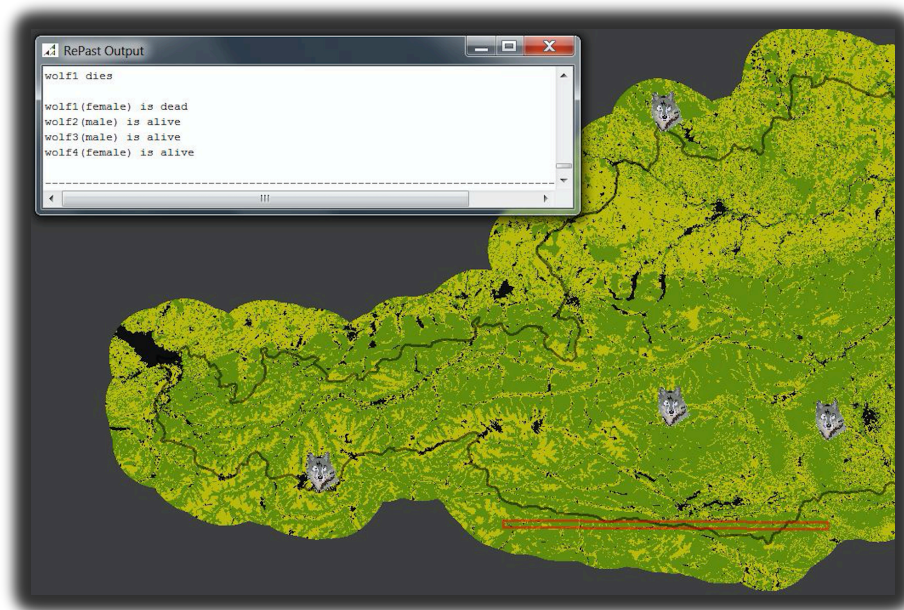 RePast Output
wolf1 dies
wolf1(female) is dead
wolf2(male) is alive
wolf3(male) is alive
wolf4(female) is alive
--------------------------------------------------------------------------------